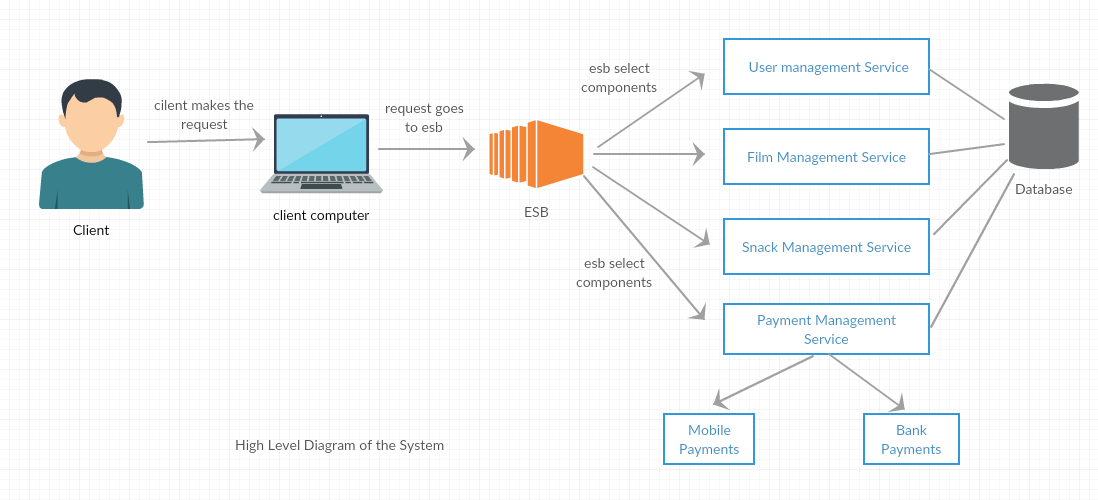 cilent makes the
request
Client
client computer
request goes
to esb
ESB
esb select
components
esb select
components
User management Service
Film Management Service
Snack Management Service
Payment Management
Service
Database
Mobile
Payments
Bank
Payments
High Level Diagram of the System